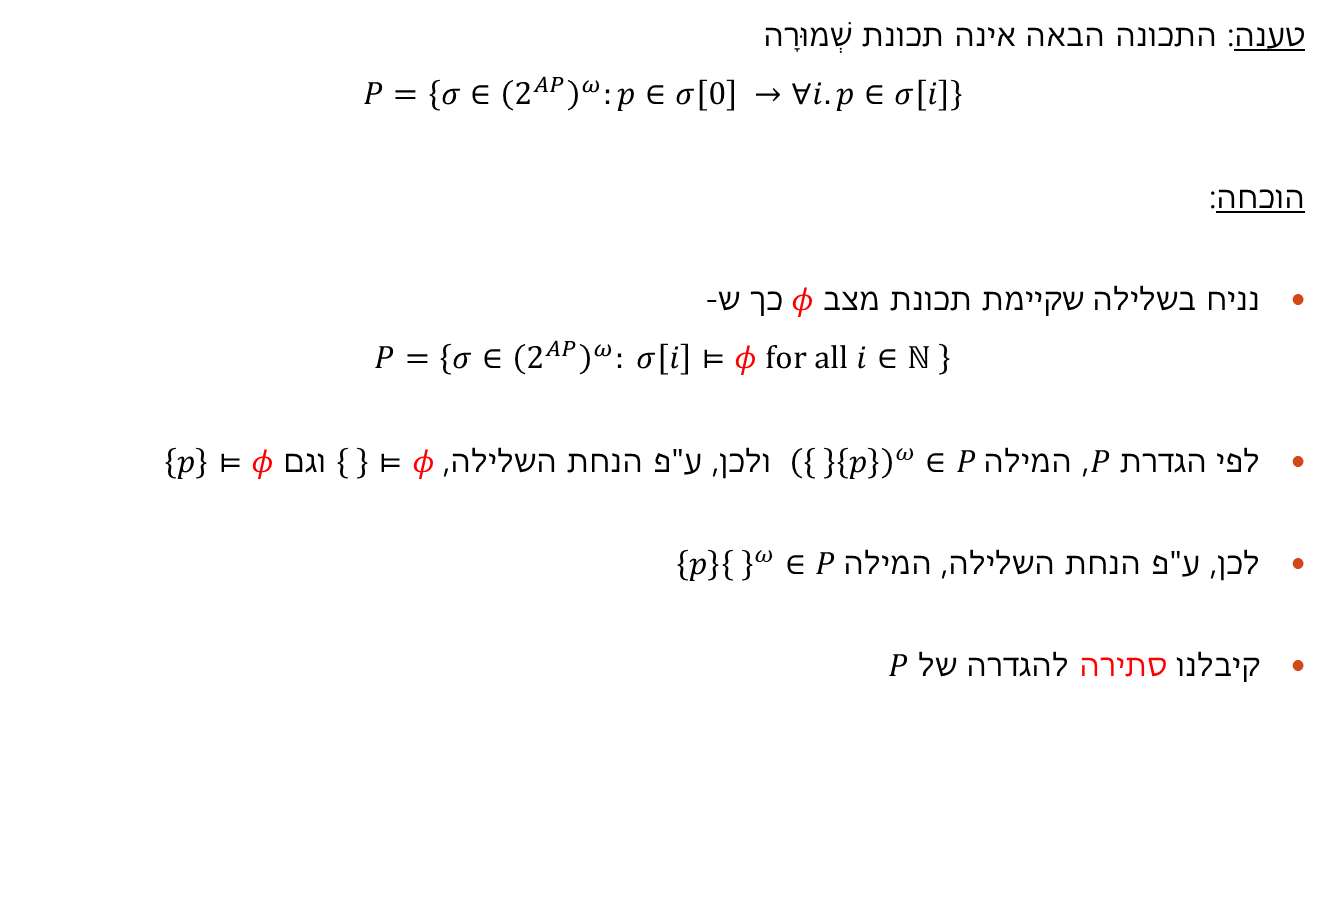 טענה: התכונה הבאה אינה תכונת שְׁמוּרָה
P = {σ ∈ (2^{AP})^ω: p ∈ σ[0] → ∀i. p ∈ σ[i]}
הוכחה:
• נניח בשלילה שקיימת תכונת מצב ϕ כך ש-
P = {σ ∈ (2^{AP})^ω: σ[i] ⊨ ϕ for all i ∈ ℕ }
• לפי הגדרת P, המילה ({ }{p})^ω ∈ P ולכן, ע"פ הנחת השלילה, { } ⊨ ϕ וגם {p} ⊨ ϕ
• לכן, ע"פ הנחת השלילה, המילה {p}{ }^ω ∈ P
• קיבלנו סתירה להגדרה של P